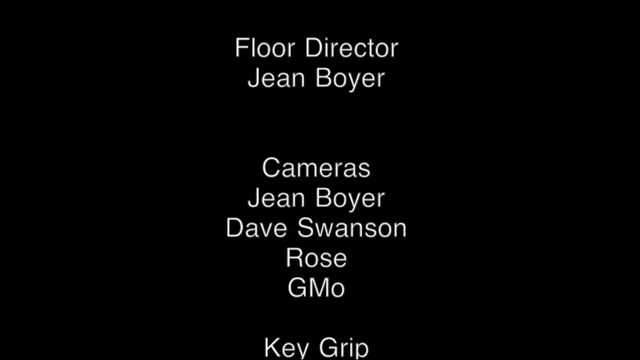 Floor Director
Jean Boyer
Cameras
Jean Boyer
Dave Swanson
Rose
GMo
Key Grip